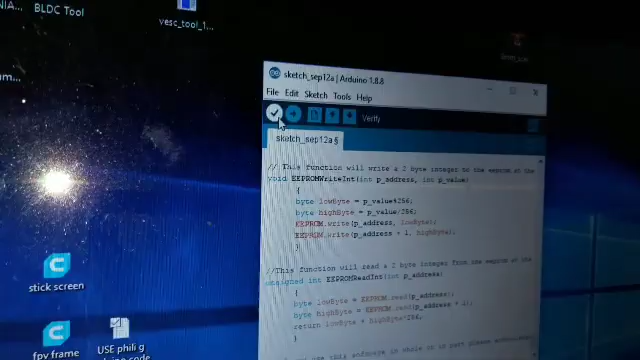 BLDC Tool
vesc_tool_1...
sketch_sep12a | Arduino 1.8.8
File Edit Sketch Tools Help
Verify
sketch_sep12a §
// This function will write a 2 byte integer to the eeprom at the
void EEPROMWriteInt(int p_address, int p_value)
{
byte lowByte = p_value%256;
byte highByte = p_value/256;
EEPROM.write(p_address, lowByte);
EEPROM.write(p_address + 1, highByte);
}
//This function will read a 2 byte integer from the eeprom at the
unsigned int EEPROMReadInt(int p_address)
{
byte lowByte = EEPROM.read(p_address);
byte highByte = EEPROM.read(p_address + 1);
return lowByte + highByte*256;
}
stick screen
fpv frame
USE phili g